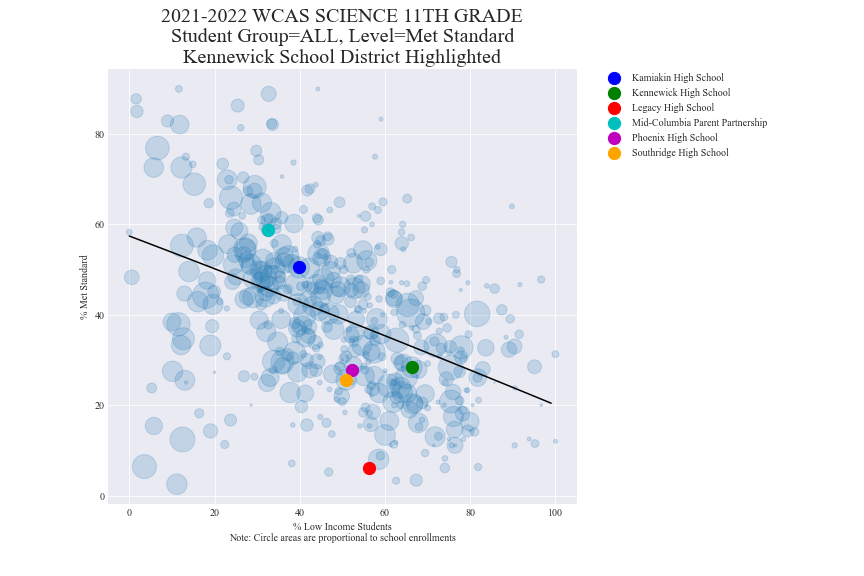 2021-2022 WCAS SCIENCE 11TH GRADE
Student Group=ALL, Level=Met Standard
Kennewick School District Highlighted
Kamiakin High School
Kennewick High School
Legacy High School
Mid-Columbia Parent Partnership
Phoenix High School
Southridge High School
% Met Standard
80
60
40
20
0
0 20 40 60 80 100
% Low Income Students
Note: Circle areas are proportional to school enrollments